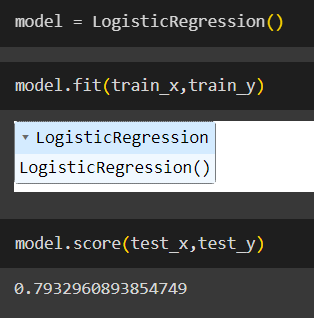 model = LogisticRegression()
model.fit(train_x,train_y)
▾ LogisticRegression
LogisticRegression()
model.score(test_x,test_y)
0.7932960893854749